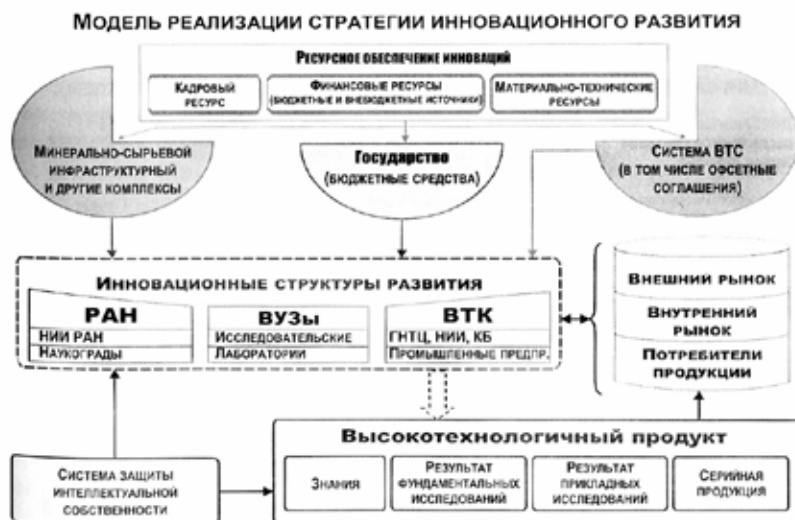 МОДЕЛЬ РЕАЛИЗАЦИИ СТРАТЕГИИ ИННОВАЦИОННОГО РАЗВИТИЯ
РЕСУРСНОЕ ОБЕСПЕЧЕНИЕ ИННОВАЦИЙ
КАДРОВЫЙ
РЕСУРС
ФИНАНСОВЫЕ РЕСУРСЫ
(БЮДЖЕТНЫЕ И ВНЕБЮДЖЕТНЫЕ ИСТОЧНИКИ)
МАТЕРИАЛЬНО-ТЕХНИЧЕСКИЕ
РЕСУРСЫ
МИНЕРАЛЬНО-СЫРЬЕВОЙ
ИНФРАСТРУКТУРНЫЙ
И ДРУГИЕ КОМПЛЕКСЫ
Государство
(БЮДЖЕТНЫЕ СРЕДСТВА)
СИСТЕМА ВТС
(В ТОМ ЧИСЛЕ ОФСЕТНЫЕ
СОГЛАШЕНИЯ)
ИННОВАЦИОННЫЕ СТРУКТУРЫ РАЗВИТИЯ
РАН
НИИ РАН
НАУКОГРАДЫ
ВУЗы
ИССЛЕДОВАТЕЛЬСКИЕ
ЛАБОРАТОРИИ
ВТК
ГНТЦ, НИИ, КБ
ПРОМЫШЛЕННЫЕ ПРЕДПР.
ВНЕШНИЙ РЫНОК
ВНУТРЕННИЙ
РЫНОК
ПОТРЕБИТЕЛИ
ПРОДУКЦИИ
СИСТЕМА ЗАЩИТЫ
ИНТЕЛЛЕКТУАЛЬНОЙ
СОБСТВЕННОСТИ
ВЫСОКОТЕХНОЛОГИЧНЫЙ ПРОДУКТ
ЗНАНИЯ
РЕЗУЛЬТАТ
ФУНДАМЕНТАЛЬНЫХ
ИССЛЕДОВАНИЙ
РЕЗУЛЬТАТ
ПРИКЛАДНЫХ
ИССЛЕДОВАНИЙ
СЕРИЙНАЯ
ПРОДУКЦИЯ